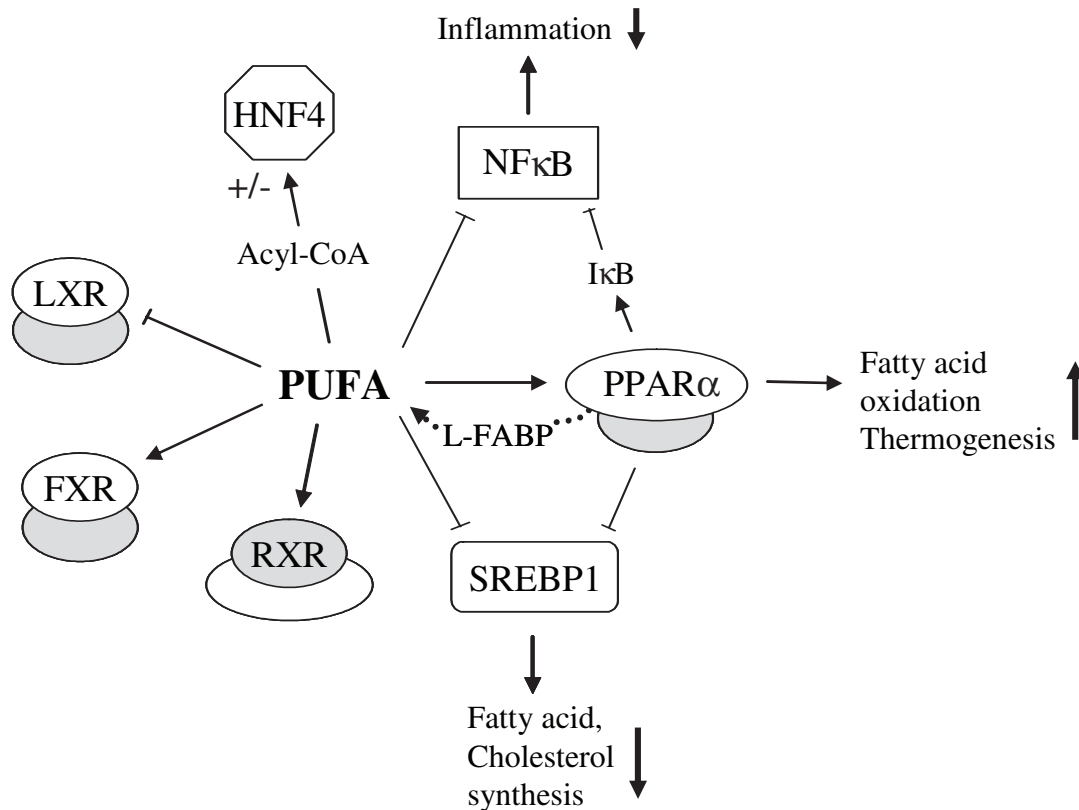 Inflammation
HNF4
NFκB
+/-
Acyl-CoA
IκB
LXR
PUFA
PPARα
Fatty acid
oxidation
Thermogenesis
L-FABP
FXR
RXR
SREBP1
Fatty acid,
Cholesterol
synthesis